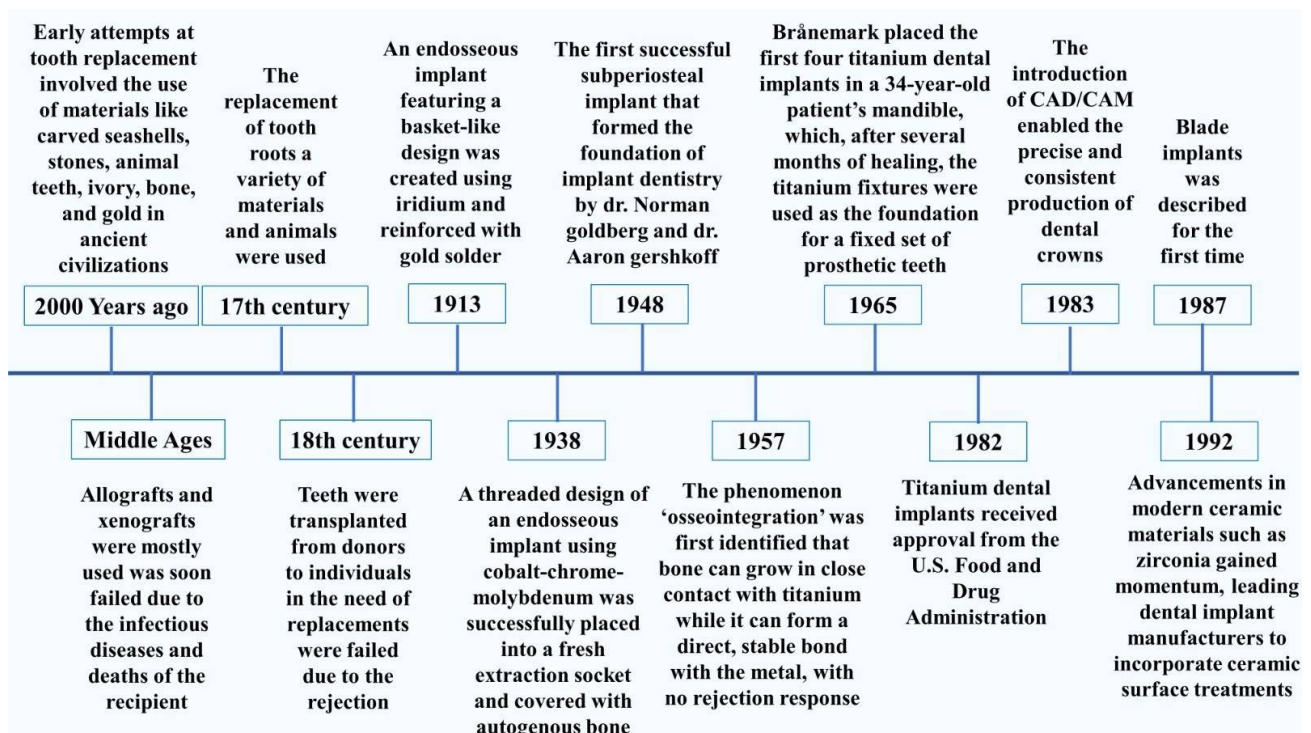 Early attempts at
tooth replacement
involved the use
of materials like
carved seashells,
stones, animal
teeth, ivory, bone,
and gold in
ancient
civilizations
2000 Years ago
The
replacement
of tooth
roots a
variety of
materials
and animals
were used
17th century
An endosseous
implant
featuring a
basket-like
design was
created using
iridium and
reinforced with
gold solder
1913
The first successful
subperiosteal
implant that
formed the
foundation of
implant dentistry
by dr. Norman
goldberg and dr.
Aaron gershkoff
1948
Brånemark placed the
first four titanium dental
implants in a 34-year-old
patient’s mandible,
which, after several
months of healing, the
titanium fixtures were
used as the foundation
for a fixed set of
prosthetic teeth
1965
The
introduction
of CAD/CAM
enabled the
precise and
consistent
production of
dental
crowns
1983
Blade
implants
was
described
for the
first time
1987
Middle Ages
Allografts and
xenografts
were mostly
used was soon
failed due to
the infectious
diseases and
deaths of the
recipient
18th century
Teeth were
transplanted
from donors
to individuals
in the need of
replacements
were failed
due to the
rejection
1938
A threaded design of
an endosseous
implant using
cobalt-chrome-
molybdenum was
successfully placed
into a fresh
extraction socket
and covered with
autogenous bone
1957
The phenomenon
‘osseointegration’ was
first identified that
bone can grow in close
contact with titanium
while it can form a
direct, stable bond
with the metal, with
no rejection response
1982
Titanium dental
implants received
approval from the
U.S. Food and
Drug
Administration
1992
Advancements in
modern ceramic
materials such as
zirconia gained
momentum, leading
dental implant
manufacturers to
incorporate ceramic
surface treatments